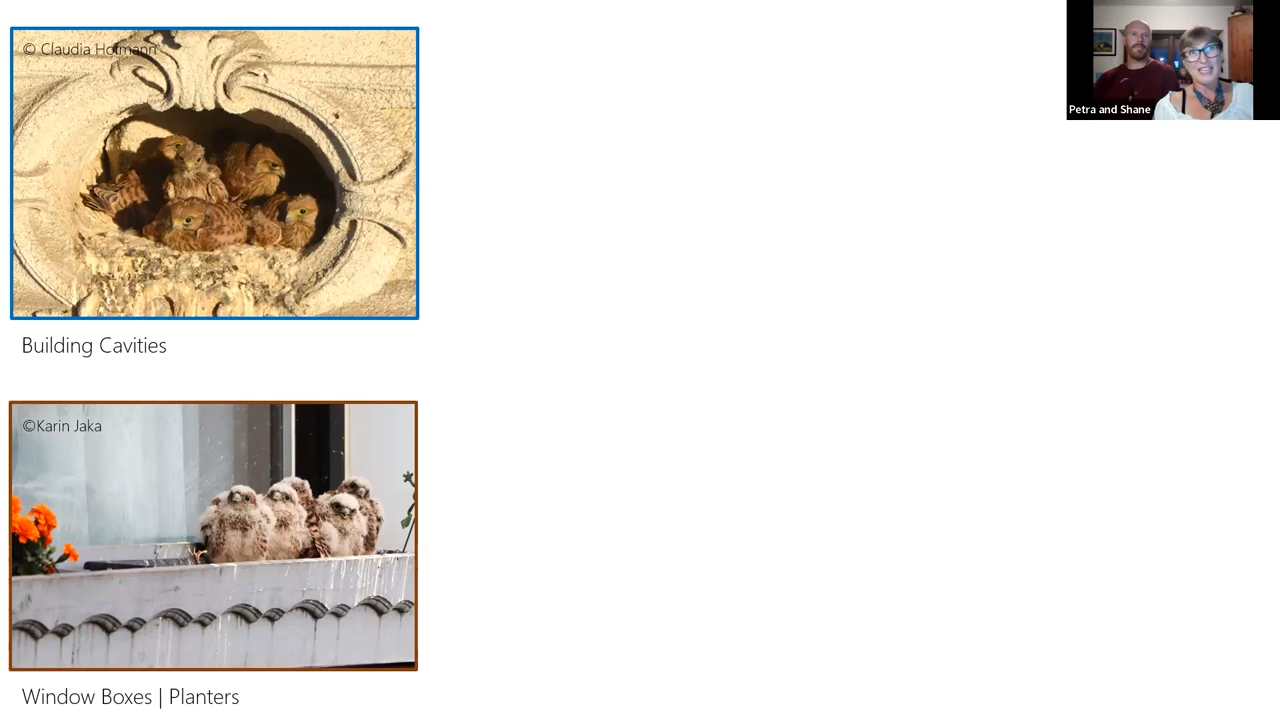 © Claudia Hofmann
Petra and Shane
Building Cavities
©Karin Jaka
Window Boxes | Planters